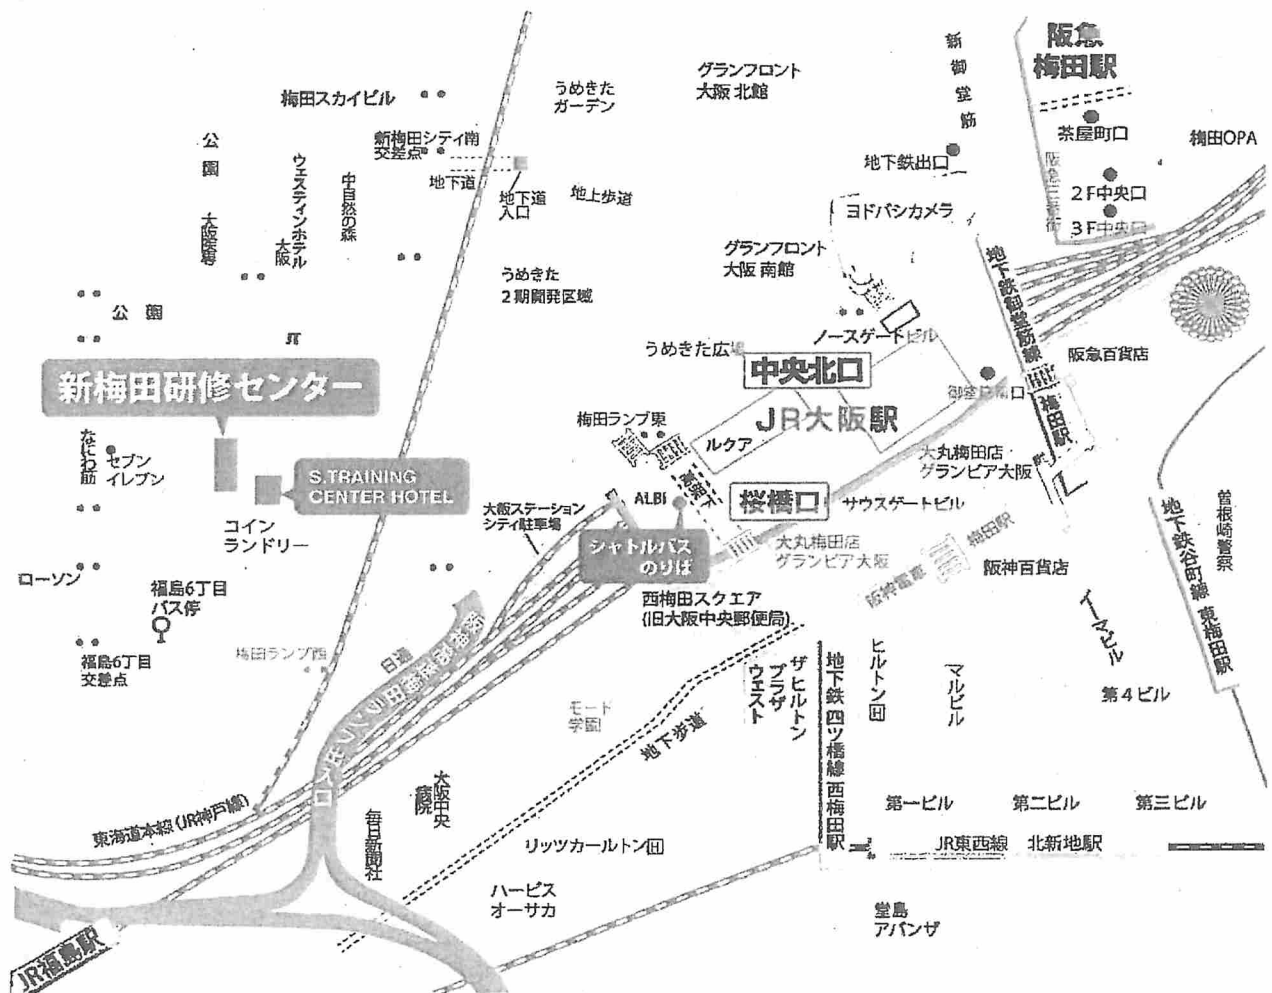 阪急
梅田駅
新御堂筋
グランフロント
大阪 北館
うめきた
ガーデン
梅田スカイビル
新梅田シティ南
交差点
公園
大阪医専
ウェスティンホテル
大阪
中自然の森
地下道
地下道
入口
地上歩道
地下鉄出口
茶屋町口
梅田OPA
2F中央口
3F中央口
阪急三番街
ヨドバシカメラ
グランフロント
大阪 南館
うめきた
2期開発区域
公 園
地下鉄御堂筋線
梅田駅
ノースゲートビル
阪急百貨店
うめきた広場
中央北口
JR大阪駅
新梅田研修センター
梅田ランプ東
ルクア
なにわ筋
セブン
イレブン
S.TRAINING
CENTER HOTEL
コイン
ランドリー
大阪ステーション
シティ駐車場
ALBI
高架下
桜橋口
サウスゲートビル
大丸梅田店
グランビア大阪
シャトルバス
のりば
大丸梅田店
グランビア大阪
阪神電車
梅田駅
阪神百貨店
曽根崎警察
地下鉄谷町線 東梅田駅
ローソン
福島6丁目
バス停
福島6丁目
交差点
梅田ランプ西
日通
西梅田スクエア
(旧大阪中央郵便局)
モード
学園
地下歩道
ザヒルトン
プラザ
ウェスト
地下鉄 四ツ橋線 西梅田駅
ヒルトンH
マルビル
イーマビル
第4ビル
東海道本線(JR神戸線)
大阪中央
病院
毎日新聞社
リッツカールトンH
第一ビル
第二ビル
第三ビル
JR東西線 北新地駅
ハービス
オーサカ
堂島
アバンザ
JR福島駅